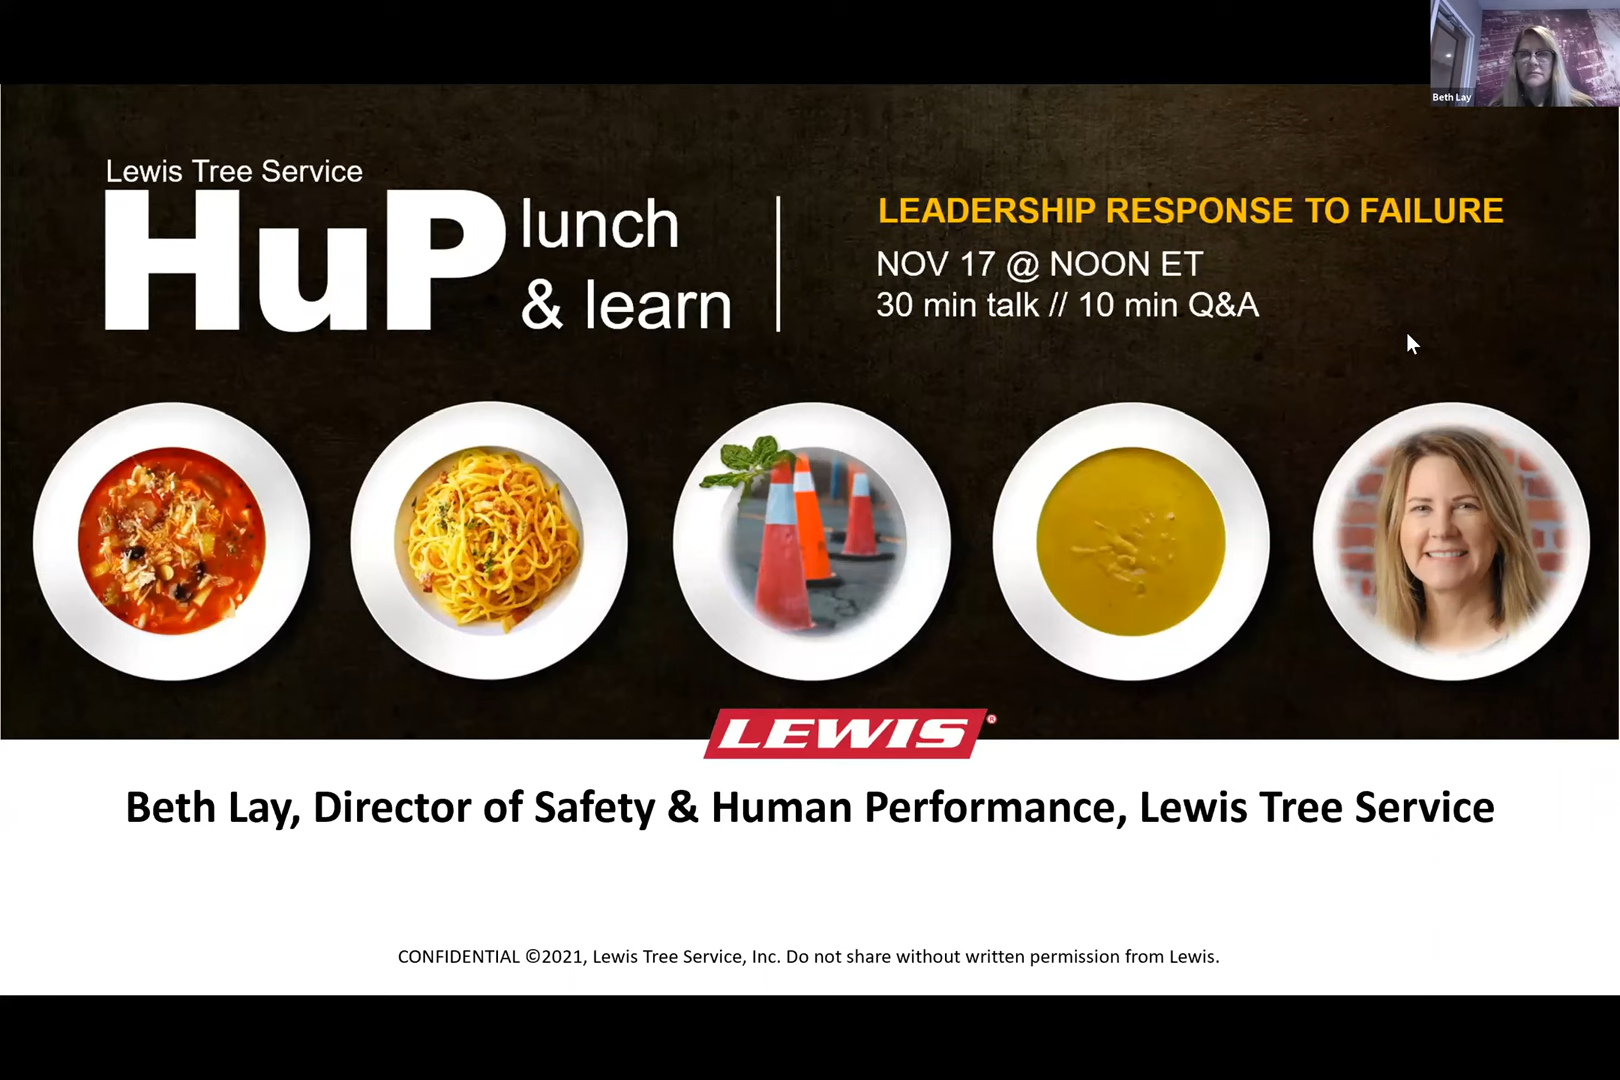 Beth Lay
Lewis Tree Service
HuP lunch
& learn
LEADERSHIP RESPONSE TO FAILURE
NOV 17 @ NOON ET
30 min talk // 10 min Q&A
LEWIS®
Beth Lay, Director of Safety & Human Performance, Lewis Tree Service
CONFIDENTIAL ©2021, Lewis Tree Service, Inc. Do not share without written permission from Lewis.